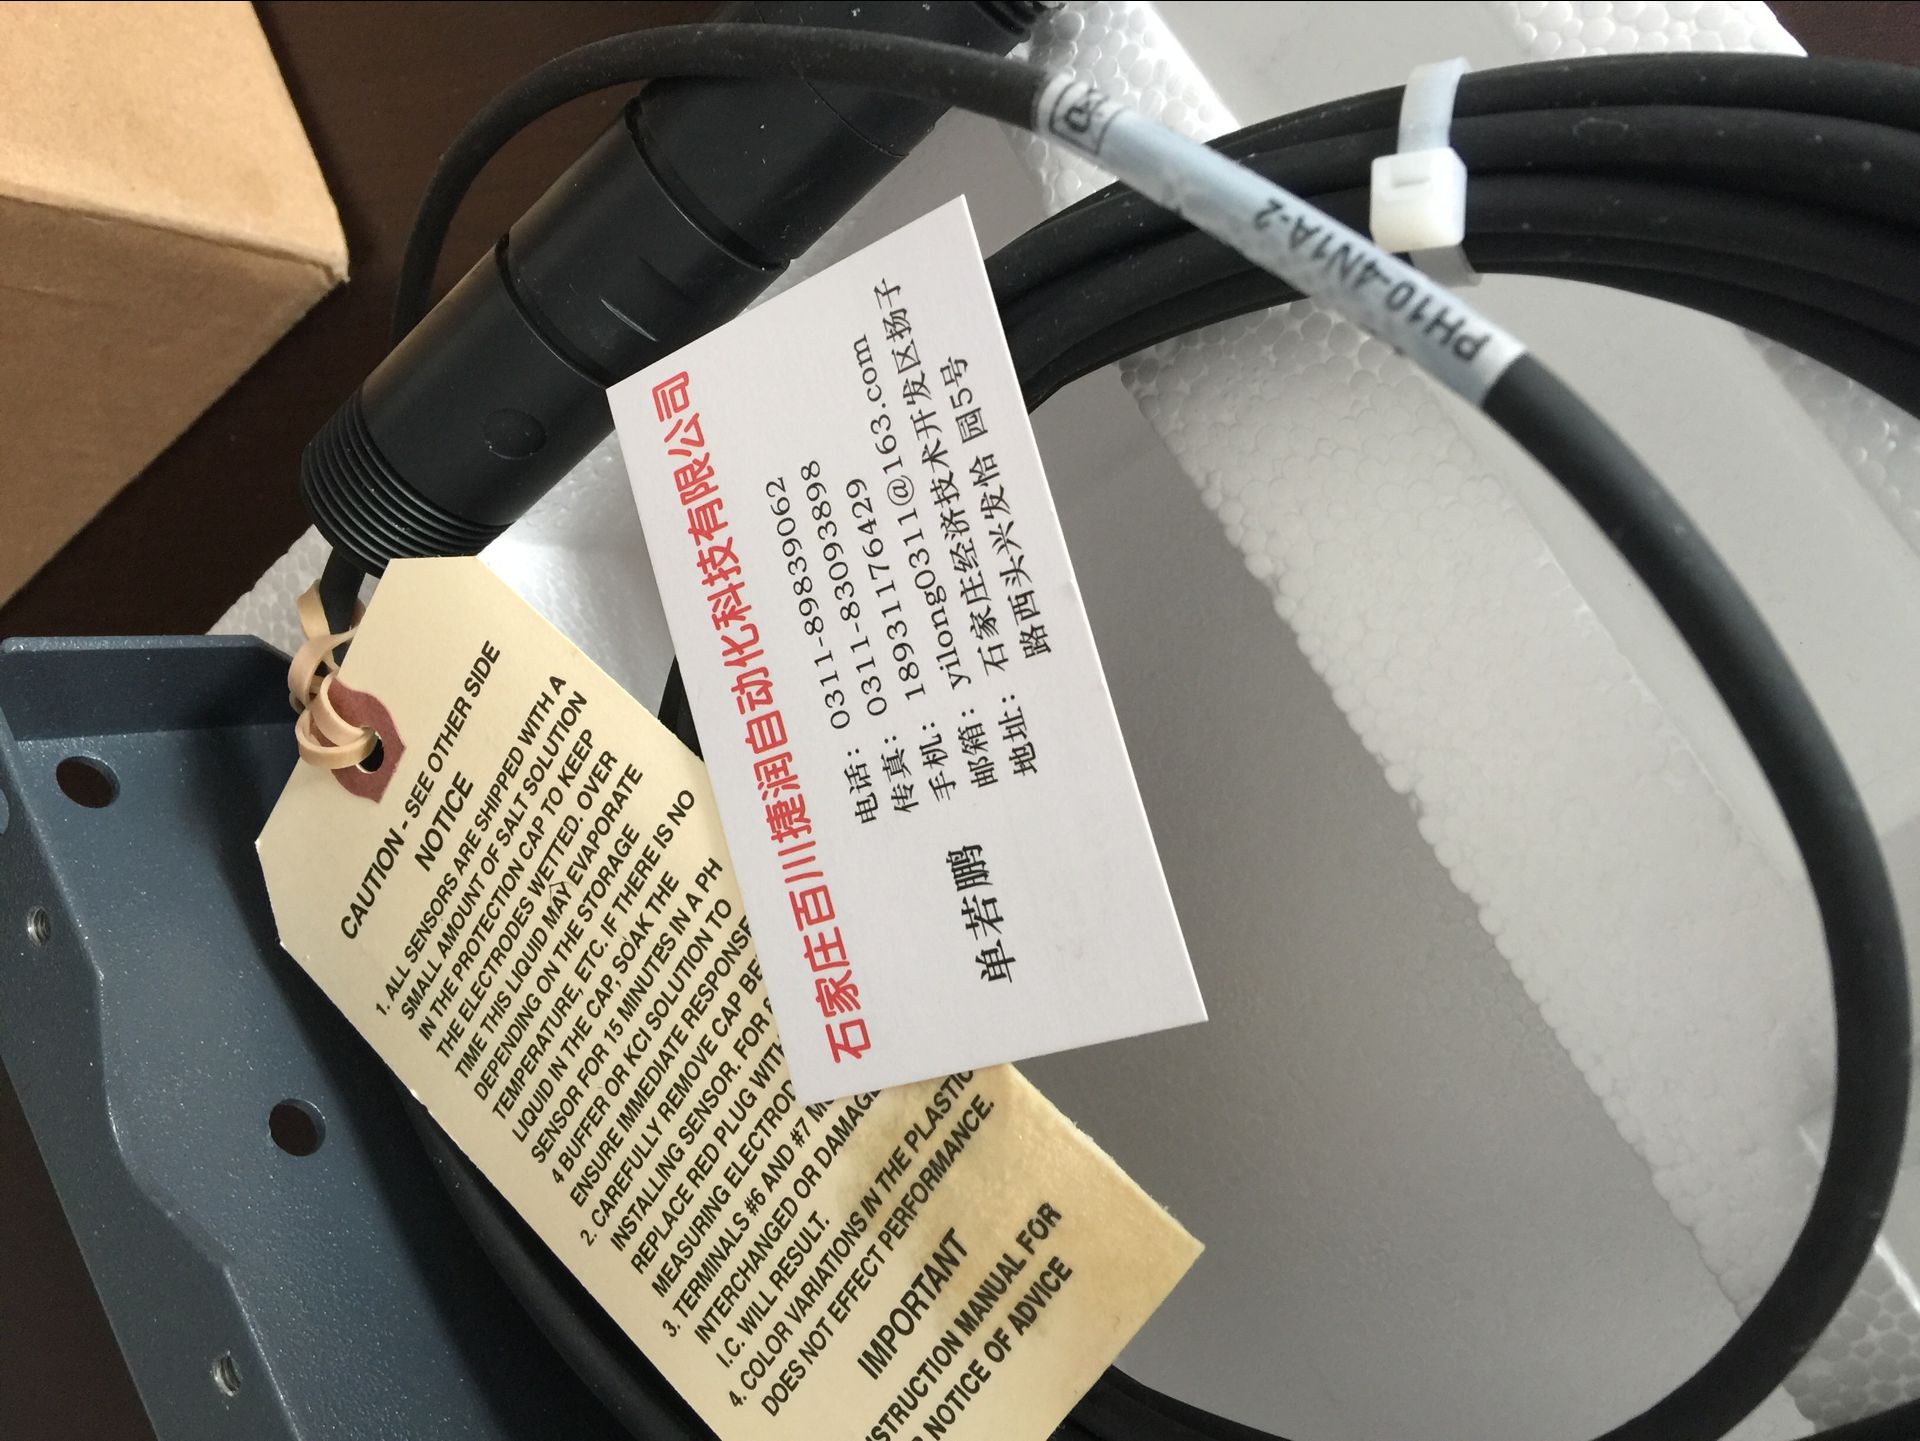 PH10-4N1A-2
石家庄百川捷润自动化科技有限公司
电话：0311-89839062
0311-83093898
传真：0311-83093898
手机：18931176429
邮箱：yilong0311@163.com
地址：石家庄经济技术开发区扬子
路西头兴发怡 园5号
单若鹏
CAUTION - SEE OTHER SIDE
NOTICE
1. ALL SENSORS ARE SHIPPED WITH A
SMALL AMOUNT OF SALT SOLUTION
IN THE PROTECTION CAP TO KEEP
THE ELECTRODES WETTED. OVER
TIME THIS LIQUID MAY EVAPORATE
DEPENDING ON THE STORAGE
TEMPERATURE, ETC. IF THERE IS NO
LIQUID IN THE CAP, SOAK THE
SENSOR FOR 15 MINUTES IN A PH
4 BUFFER OR KCl SOLUTION TO
ENSURE IMMEDIATE RESPONSE
2. CAREFULLY REMOVE CAP BE
INSTALLING SENSOR. FOR
REPLACE RED PLUG WITH
MEASURING ELECTROD
3. TERMINALS #6 AND #7 M
INTERCHANGED OR DAMAGE
I.C. WILL RESULT.
4. COLOR VARIATIONS IN THE PLASTIC
DOES NOT EFFECT PERFORMANCE.
IMPORTANT
STRUCTION MANUAL FOR
NOTICE OF ADVICE